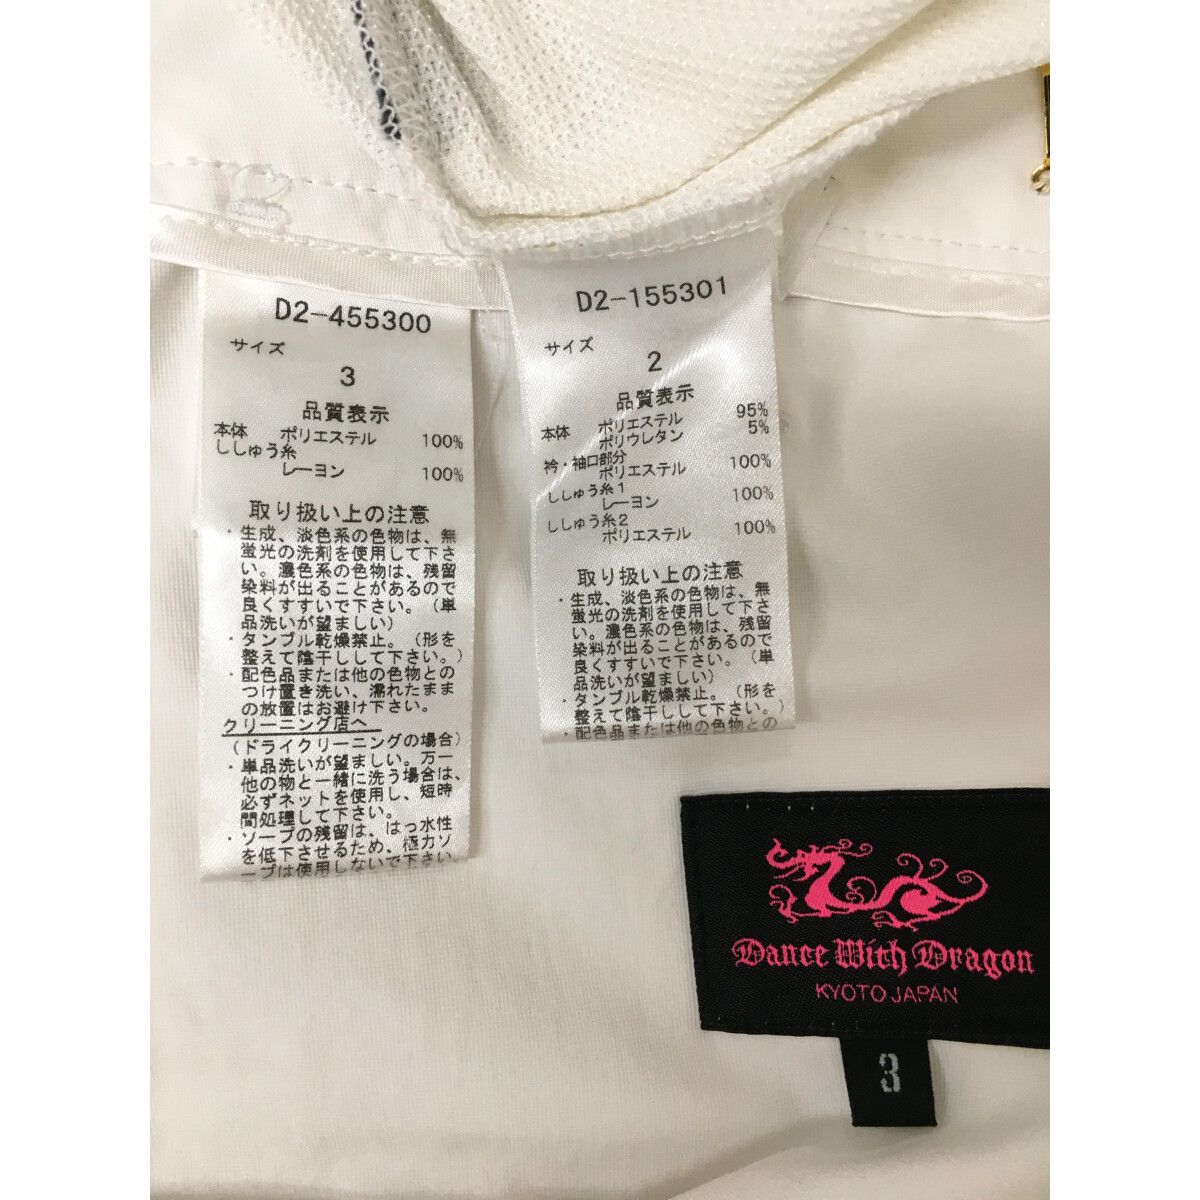 D2-455300
サイズ
3
品質表示
本体 ポリエステル 100%
ししゅう糸
レーヨン 100%
取り扱い上の注意
・生成、淡色系の色物は、無
蛍光の洗剤を使用して下さ
い。濃色系の色物は、残留
染料が出ることがあるので
良くすすいで下さい。（単
品洗いが望ましい）
・タンブル乾燥禁止。（形を
整えて陰干しして下さい。）
・配色品または他の色物との
つけ置き洗い、濡れたまま
の放置はお避け下さい。
クリーニング店へ
（ドライクリーニングの場合）
・単品洗いが望ましい。万一
他の物と一緒に洗う場合は、
必ずネットを使用し、短時
間処理して下さい。
・ソープの残留は、はっ水性
を低下させるため、極力ソ
ープは使用しないで下さい
D2-155301
サイズ
2
品質表示
本体 ポリエステル 95%
ポリウレタン 5%
衿・袖口部分
ポリエステル 100%
ししゅう糸1
レーヨン 100%
ししゅう糸2
ポリエステル 100%
取り扱い上の注意
・生成、淡色系の色物は、無
蛍光の洗剤を使用して下さ
い。濃色系の色物は、残留
染料が出ることがあるので
良くすすいで下さい。（単
品洗いが望ましい）
・タンブル乾燥禁止。（形を
整えて陰干しして下さい。）
・配色品または他の色物との
Dance With Dragon
KYOTO JAPAN
3